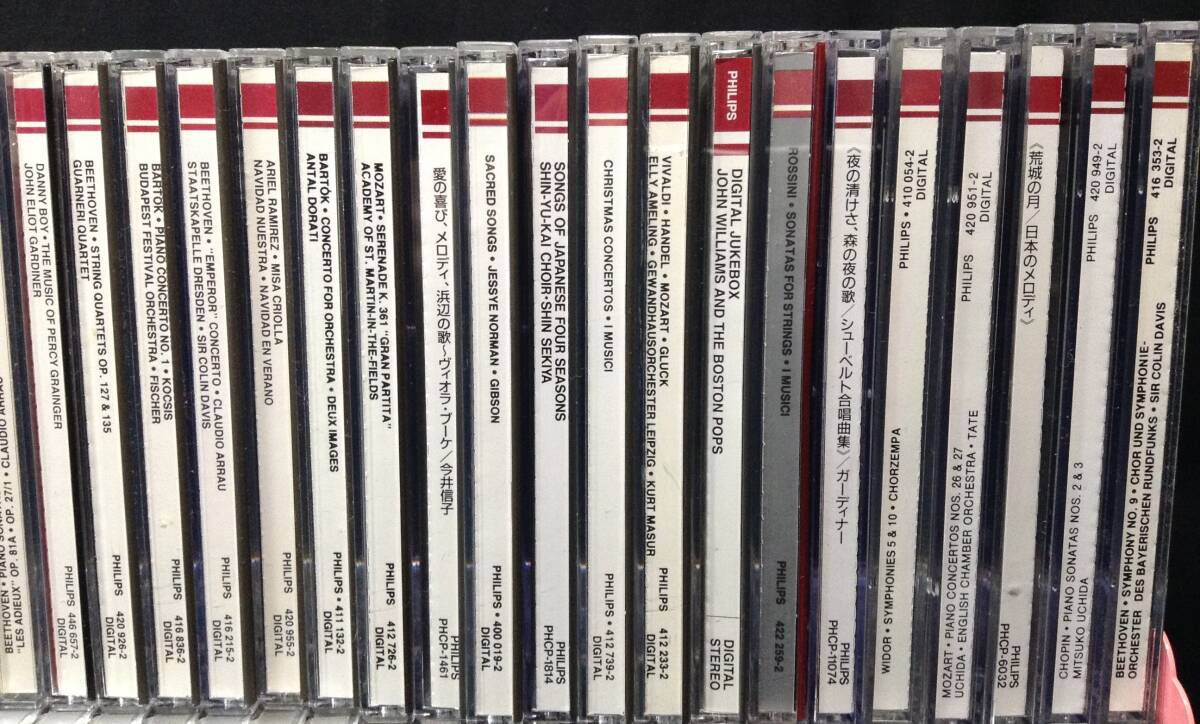 BEETHOVEN • PIANO SONA
"LES ADIEUX" OP. 81A • OP. 27/1 • CLAUDIO ARRAU
DANNY BOY • THE MUSIC OF PERCY GRAINGER
JOHN ELIOT GARDINER
PHILIPS 446 657-2
DIGITAL
BEETHOVEN • STRING QUARTETS OP. 127 & 135
GUARNERI QUARTET
PHILIPS 420 926-2
DIGITAL
BARTÓK • PIANO CONCERTO NO. 1 • KOCSIS
BUDAPEST FESTIVAL ORCHESTRA • FISCHER
PHILIPS 416 836-2
DIGITAL
BEETHOVEN • "EMPEROR" CONCERTO • CLAUDIO ARRAU
STAATSKAPELLE DRESDEN • SIR COLIN DAVIS
PHILIPS 416 215-2
DIGITAL
ARIEL RAMIREZ • MISA CRIOLLA
NAVIDAD NUESTRA • NAVIDAD EN VERANO
PHILIPS 420 955-2
DIGITAL
BARTÓK • CONCERTO FOR ORCHESTRA • DEUX IMAGES
ANTAL DORATI
PHILIPS • 411 132-2
DIGITAL
MOZART • SERENADE K. 361 "GRAN PARTITA"
ACADEMY OF ST. MARTIN-IN-THE-FIELDS
PHILIPS • 412 726-2
DIGITAL
愛の喜び、メロディ、浜辺の歌〜ヴィオラ・ブーケ/今井信子
PHILIPS
PHCP-1461
SACRED SONGS • JESSYE NORMAN • GIBSON
PHILIPS • 400 019-2
DIGITAL
SONGS OF JAPANESE FOUR SEASONS
SHIN-YU-KAI CHOIR・SHIN SEKIYA
PHILIPS
PHCP-1814
CHRISTMAS CONCERTOS • I MUSICI
PHILIPS • 412 739-2
DIGITAL
VIVALDI • HANDEL • MOZART • GLUCK
ELLY AMELING • GEWANDHAUSORCHESTER LEIPZIG • KURT MASUR
PHILIPS 412 233-2
DIGITAL
PHILIPS
DIGITAL JUKEBOX
JOHN WILLIAMS AND THE BOSTON POPS
DIGITAL
STEREO
ROSSINI • SONATAS FOR STRINGS • I MUSICI
PHILIPS 422 259-2
《夜の清けさ、森の夜の歌/シューベルト合唱曲集》/ガーディナー
PHILIPS
PHCP-11074
WIDOR • SYMPHONIES 5 & 10 • CHORZEMPA
PHILIPS • 410 054-2
DIGITAL
MOZART • PIANO CONCERTOS NOS. 26 & 27
UCHIDA • ENGLISH CHAMBER ORCHESTRA • TATE
PHILIPS 420 951-2
DIGITAL
《荒城の月/日本のメロディ》
PHILIPS
PHCP-6032
CHOPIN • PIANO SONATAS NOS. 2 & 3
MITSUKO UCHIDA
PHILIPS 420 949-2
DIGITAL
BEETHOVEN • SYMPHONY NO. 9 • CHOR UND SYMPHONIE-
ORCHESTER DES BAYERISCHEN RUNDFUNKS • SIR COLIN DAVIS
PHILIPS 416 353-2
DIGITAL